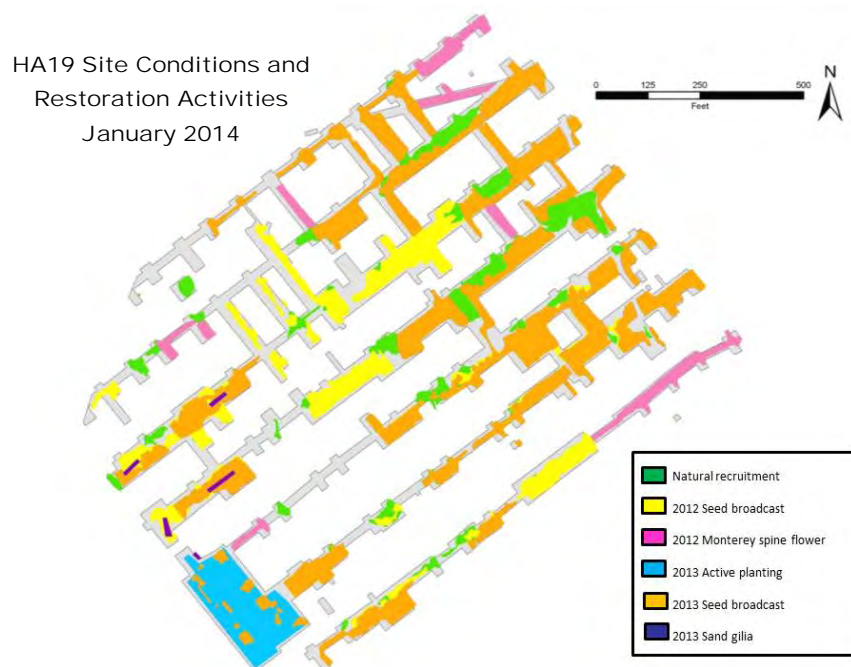 HA19 Site Conditions and
Restoration Activities
January 2014
0 125 250 500
Feet
N
Natural recruitment
2012 Seed broadcast
2012 Monterey spine flower
2013 Active planting
2013 Seed broadcast
2013 Sand gilia